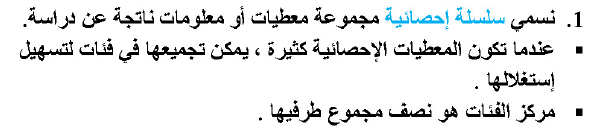 1. نسمي سلسلة إحصائية مجموعة معطيات أو معلومات ناتجة عن دراسة.
▪ عندما تكون المعطيات الإحصائية كثيرة ، يمكن تجميعها في فئات لتسهيل
إستغلالها .
▪ مركز الفئات هو نصف مجموع طرفيها .